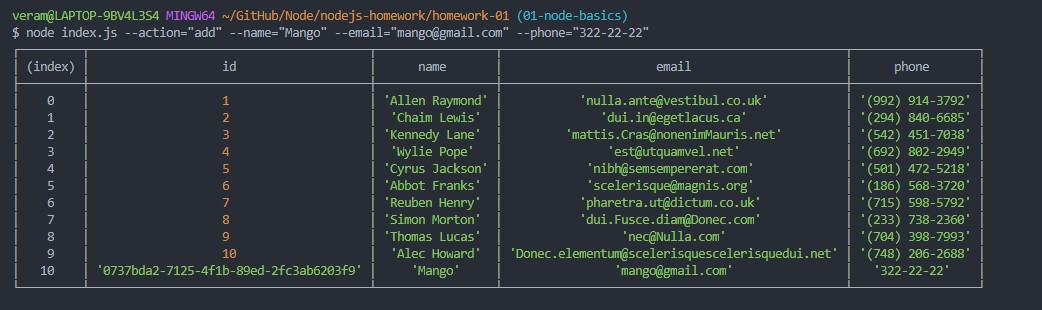 veram@LAPTOP-9BV4L3S4 MINGW64 ~/GitHub/Node/nodejs-homework/homework-01 (01-node-basics)
$ node index.js --action="add" --name="Mango" --email="mango@gmail.com" --phone="322-22-22"
(index) id name email phone
0 1 'Allen Raymond' 'nulla.ante@vestibul.co.uk' '(992) 914-3792'
1 2 'Chaim Lewis' 'dui.in@egetlacus.ca' '(294) 840-6685'
2 3 'Kennedy Lane' 'mattis.Cras@nonenimMauris.net' '(542) 451-7038'
3 4 'Wylie Pope' 'est@utquamvel.net' '(692) 802-2949'
4 5 'Cyrus Jackson' 'nibh@semsempererat.com' '(501) 472-5218'
5 6 'Abbot Franks' 'scelerisque@magnis.org' '(186) 568-3720'
6 7 'Reuben Henry' 'pharetra.ut@dictum.co.uk' '(715) 598-5792'
7 8 'Simon Morton' 'dui.Fusce.diam@Donec.com' '(233) 738-2360'
8 9 'Thomas Lucas' 'nec@Nulla.com' '(704) 398-7993'
9 10 'Alec Howard' 'Donec.elementum@scelerisquescelerisquedui.net' '(748) 206-2688'
10 '0737bda2-7125-4f1b-89ed-2fc3ab6203f9' 'Mango' 'mango@gmail.com' '322-22-22'